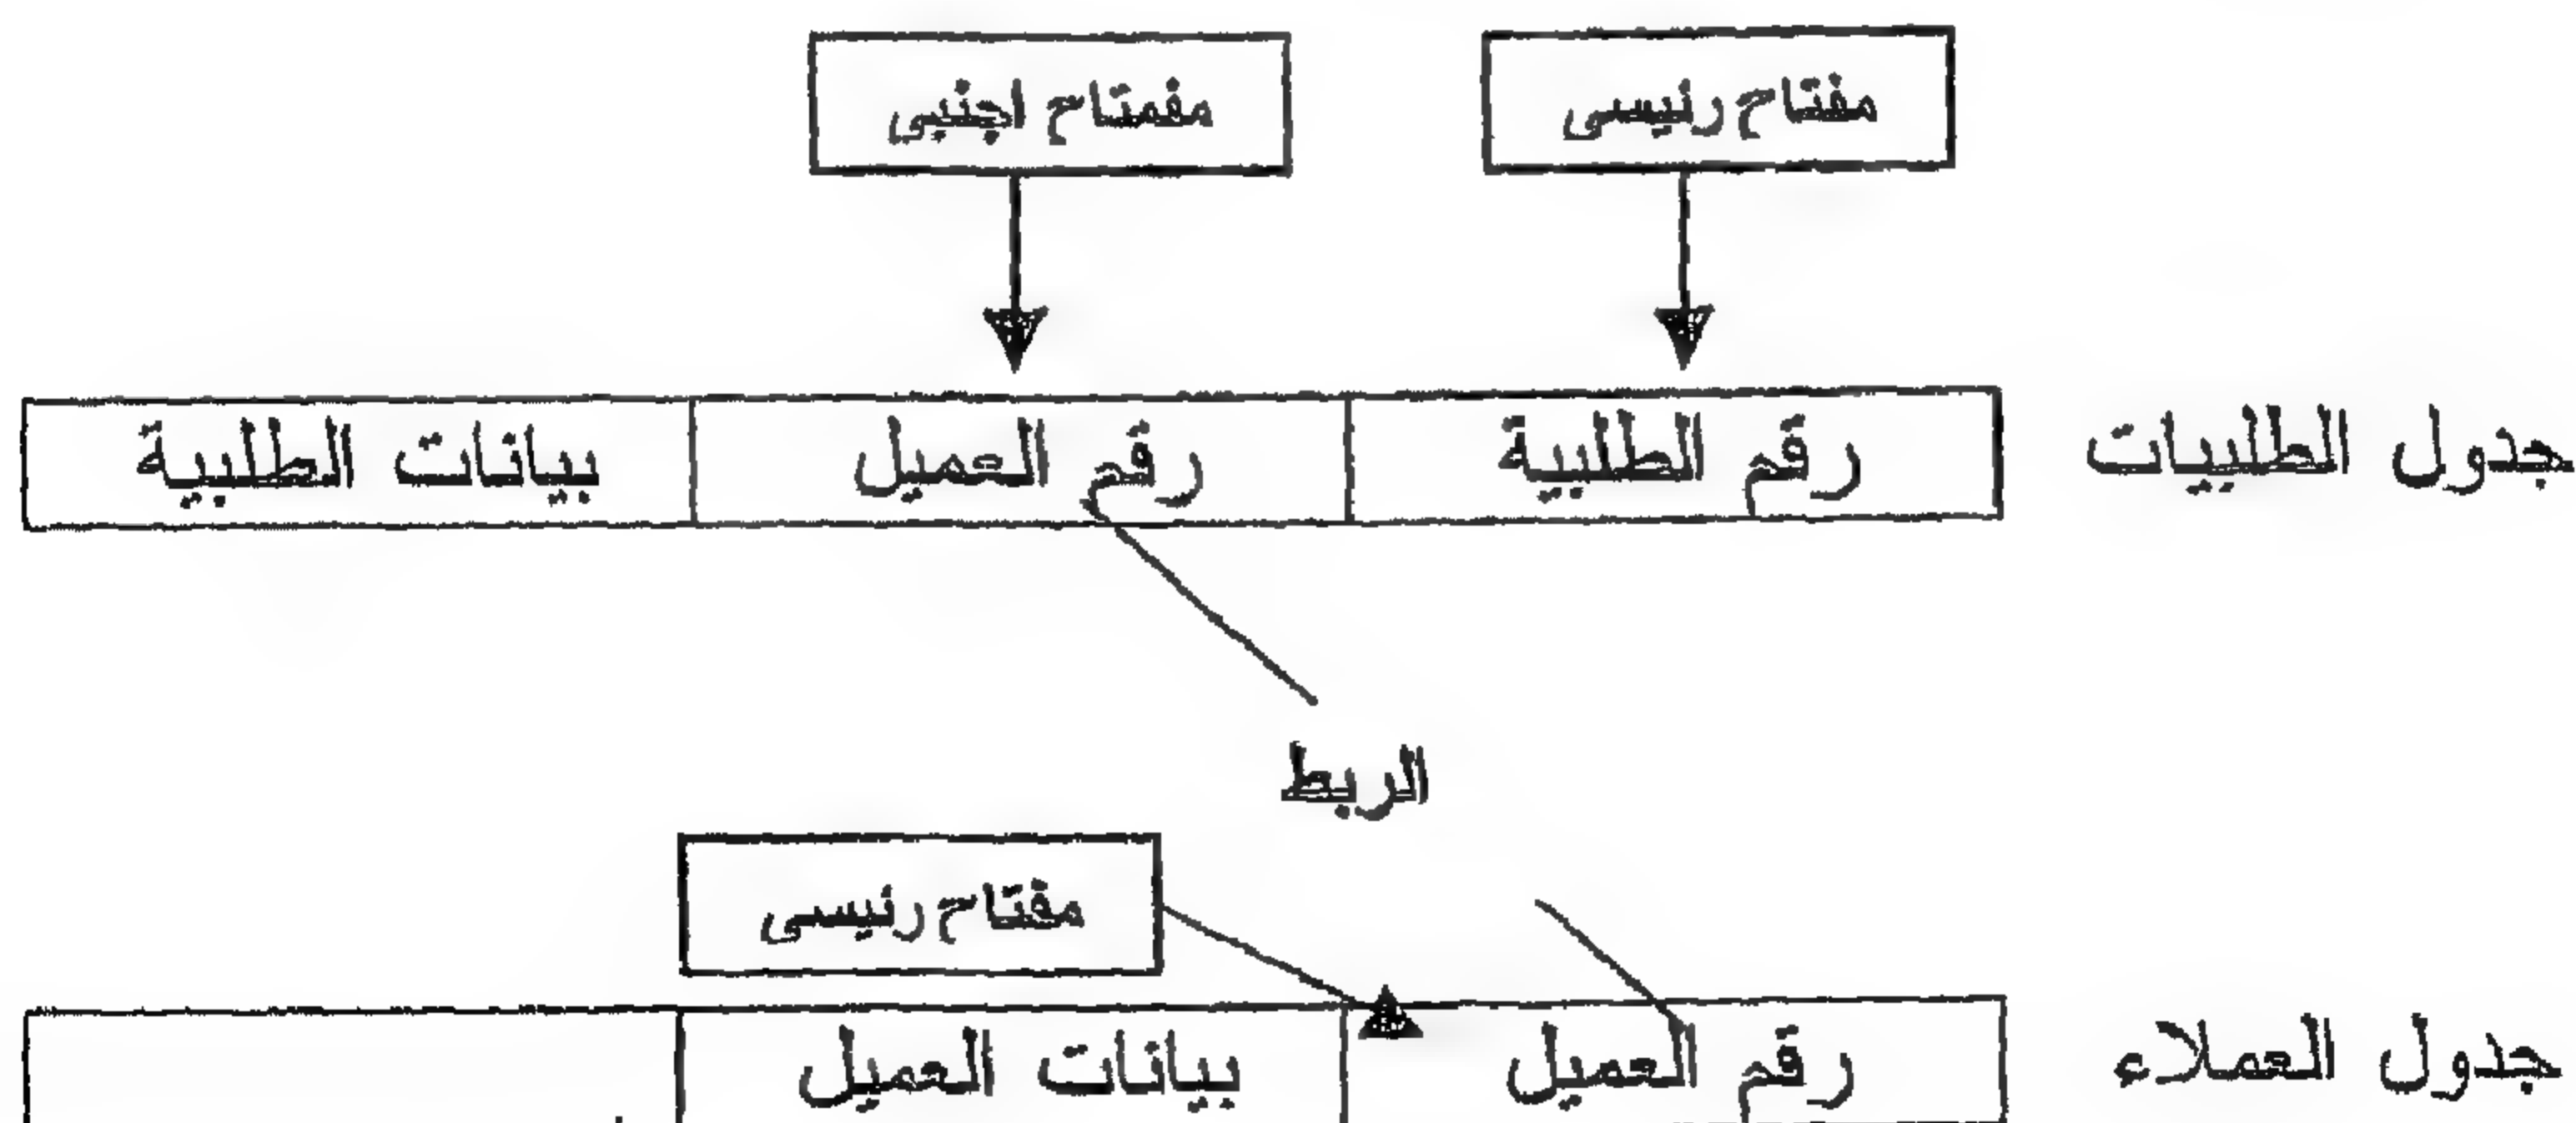 مفتاح رئيسى مفمتاح اجنبى
جدول الطلبيات رقم الطلبية رقم العميل بيانات الطلبية
الربط
مفتاح رئيسى
جدول العملاء رقم العميل بيانات العميل